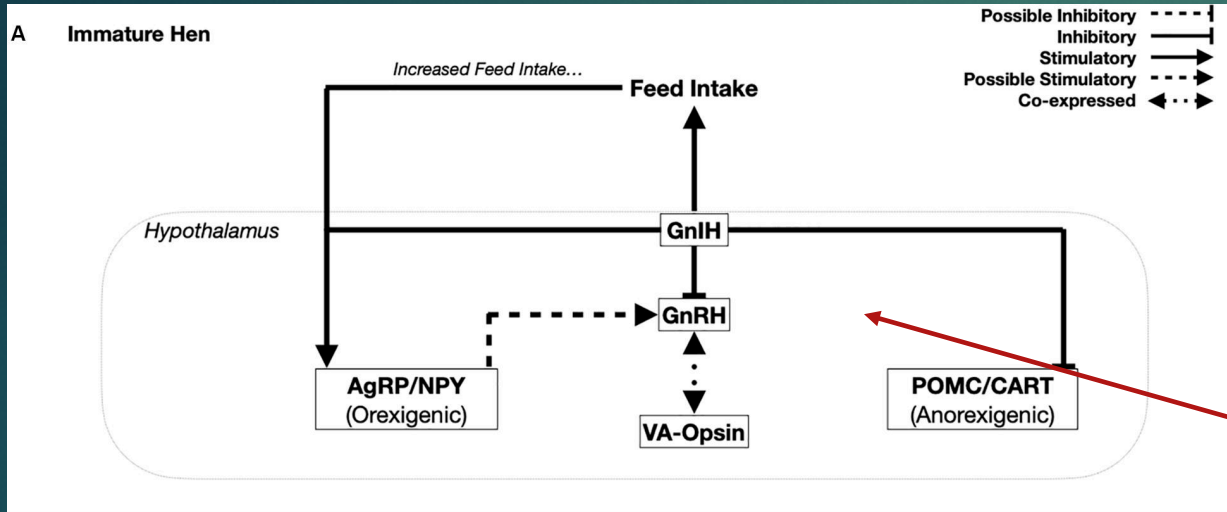 A Immature Hen
Possible Inhibitory
Inhibitory
Stimulatory
Possible Stimulatory
Co-expressed
Increased Feed Intake...
Feed Intake
Hypothalamus
GnIH
GnRH
AgRP/NPY
(Orexigenic)
VA-Opsin
POMC/CART
(Anorexigenic)